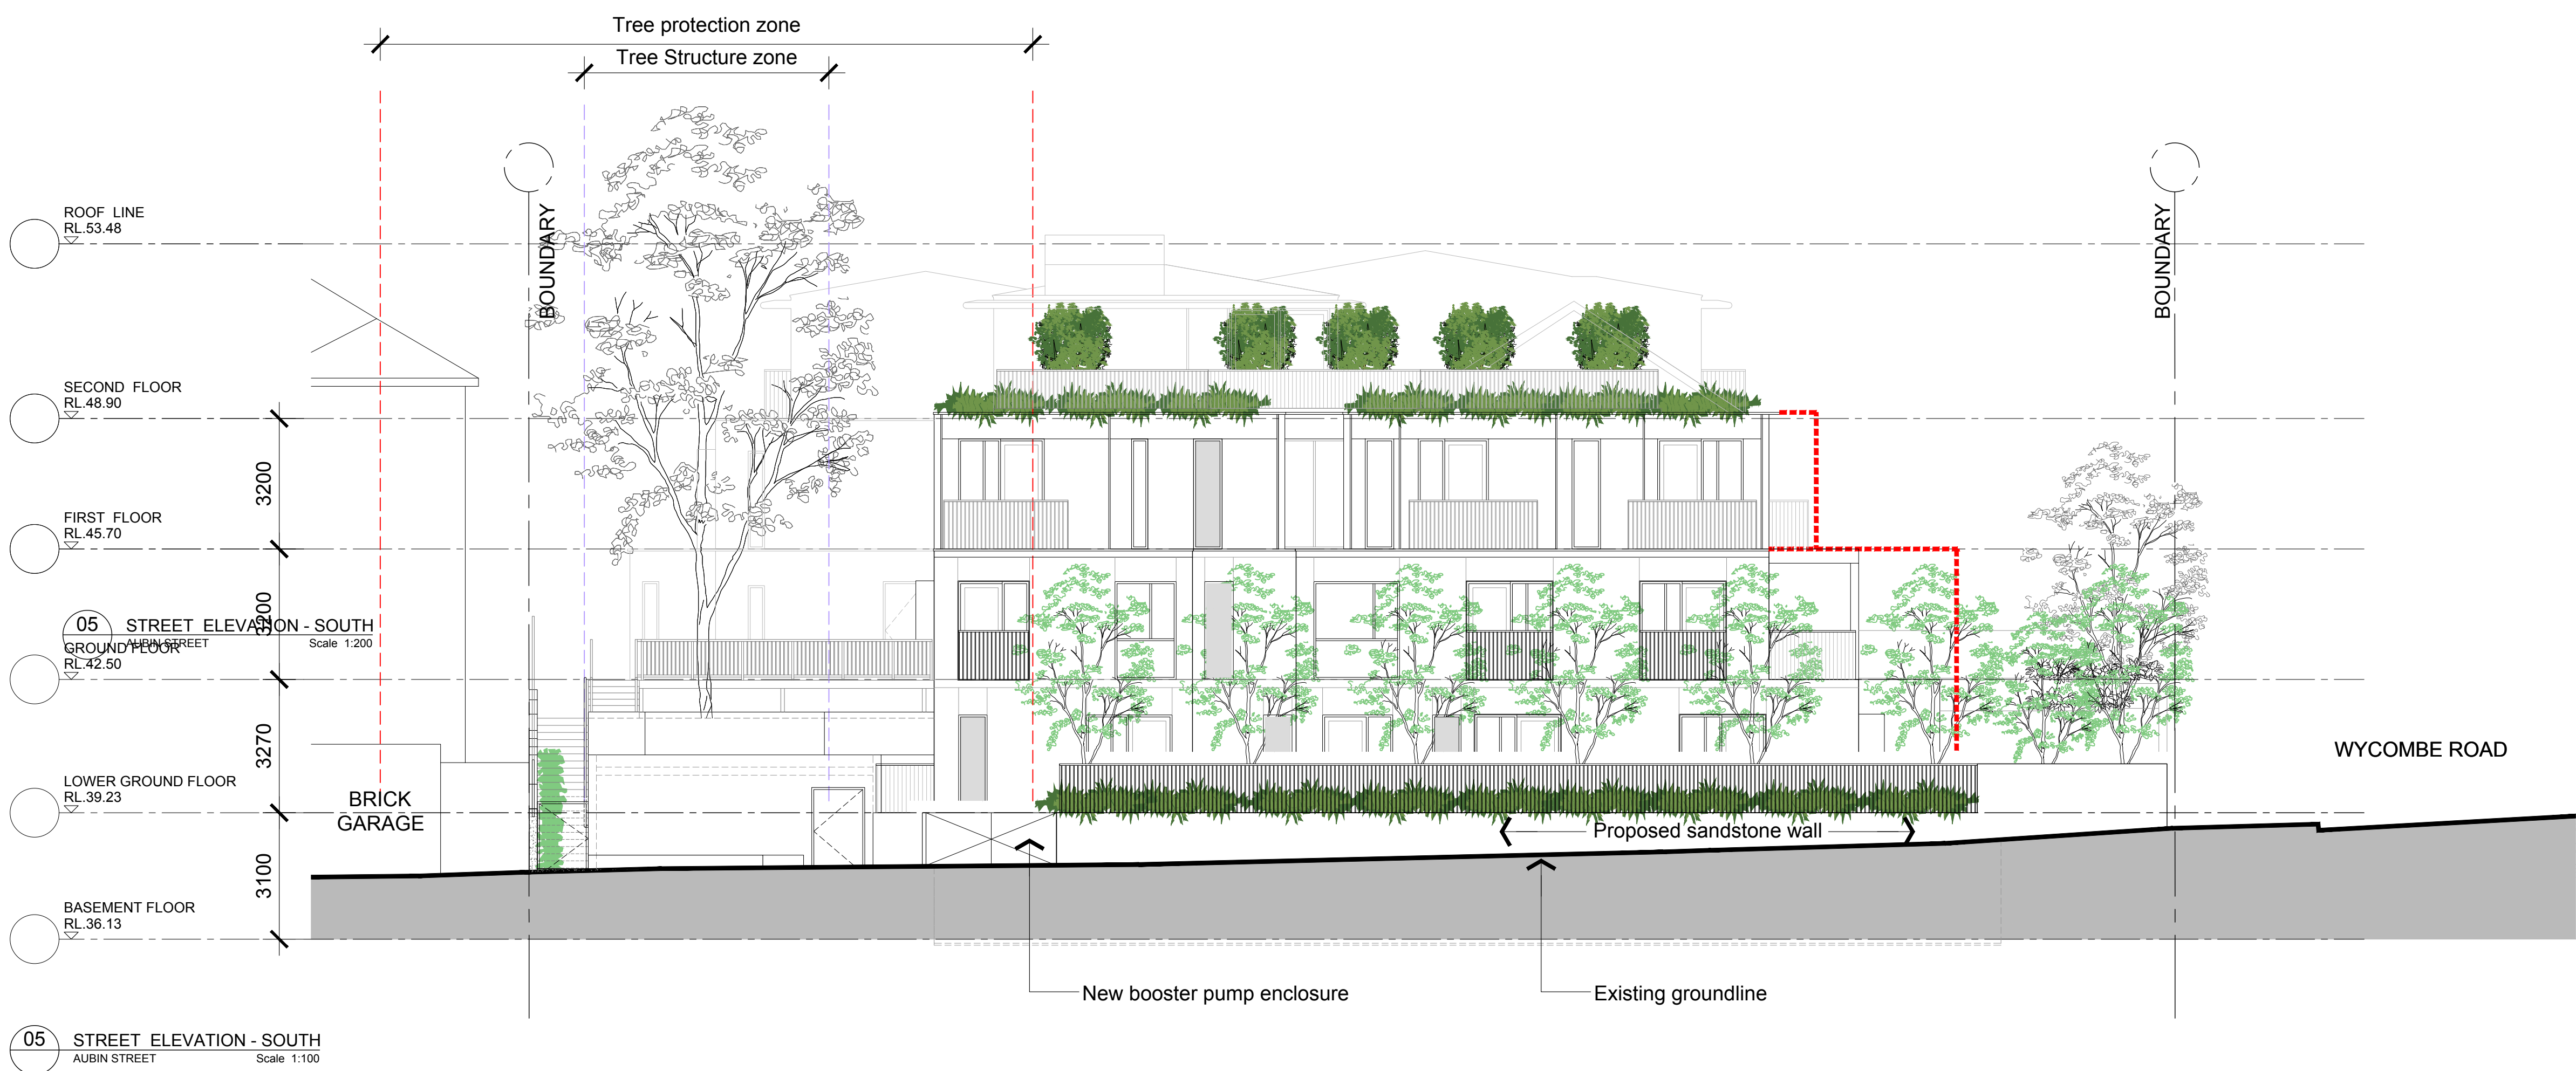 Tree protection zone
Tree Structure zone
BOUNDARY
BOUNDARY
ROOF LINE
RL.53.48
SECOND FLOOR
RL.48.90
3200
FIRST FLOOR
RL.45.70
3200
05 STREET ELEVATION - SOUTH
AUBIN STREET Scale 1:200
GROUND FLOOR
RL.42.50
3270
WYCOMBE ROAD
LOWER GROUND FLOOR
RL.39.23
BRICK
GARAGE
Proposed sandstone wall
3100
BASEMENT FLOOR
RL.36.13
New booster pump enclosure
Existing groundline
05 STREET ELEVATION - SOUTH
AUBIN STREET Scale 1:100